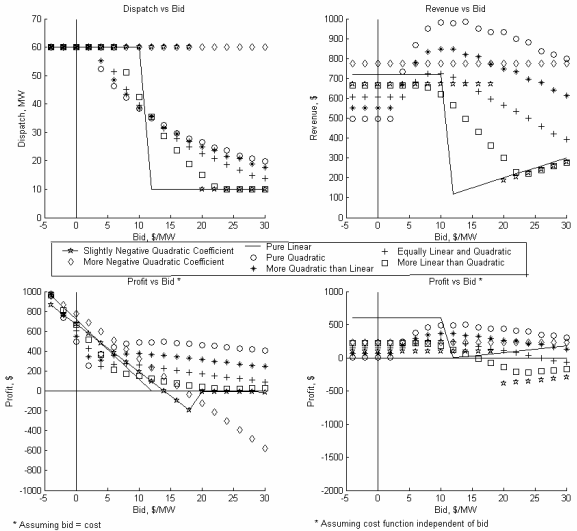 Dispatch vs Bid
Dispatch, MW
60
50
40
30
20
10
0
-5 0 5 10 15 20 25 30
Bid, $/MW
Revenue vs Bid
Revenue, $
1000
900
800
700
600
500
400
300
200
100
0
-5 0 5 10 15 20 25 30
Bid, $/MW
Slightly Negative Quadratic Coefficient
More Negative Quadratic Coefficient
Pure Linear
Pure Quadratic
More Quadratic than Linear
Equally Linear and Quadratic
More Linear than Quadratic
Profit vs Bid *
Profit, $
1000
800
600
400
200
0
-200
-400
-600
-800
-1000
-5 0 5 10 15 20 25 30
Bid, $/MW
* Assuming bid = cost
Profit vs Bid *
Profit, $
1000
500
0
-500
-1000
-1500
-2000
-5 0 5 10 15 20 25 30
Bid, $/MW
* Assuming cost function independent of bid